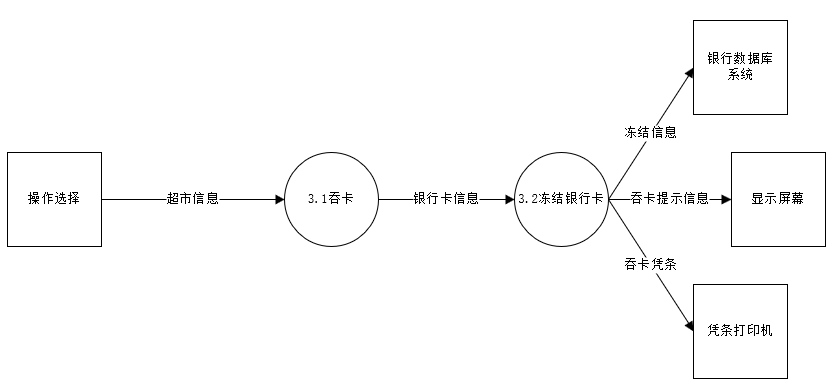 银行数据库
系统
冻结信息
操作选择
超市信息
3.1吞卡
银行卡信息
3.2冻结银行卡
吞卡提示信息
显示屏幕
吞卡凭条
凭条打印机